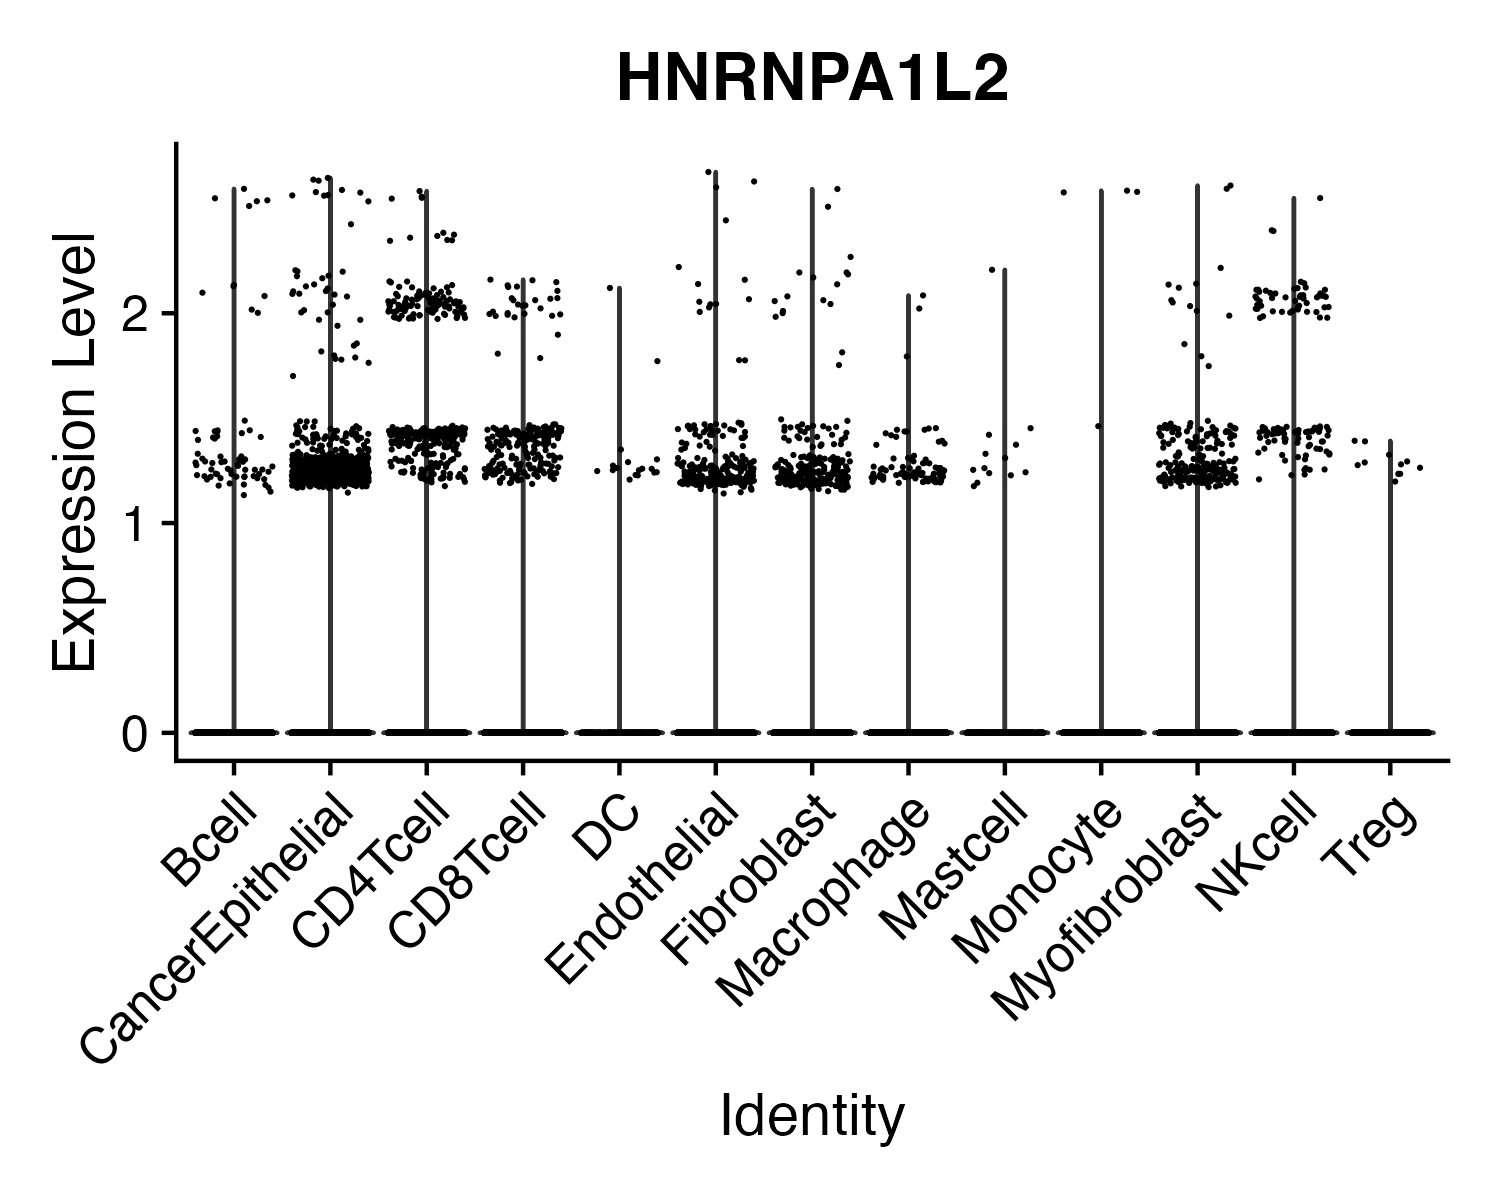 HNRNPA1L2
Expression Level
2
1
0
Bcell
CancerEpithelial
CD4Tcell
CD8Tcell
DC
Endothelial
Fibroblast
Macrophage
Mastcell
Monocyte
Myofibroblast
NKcell
Treg
Identity